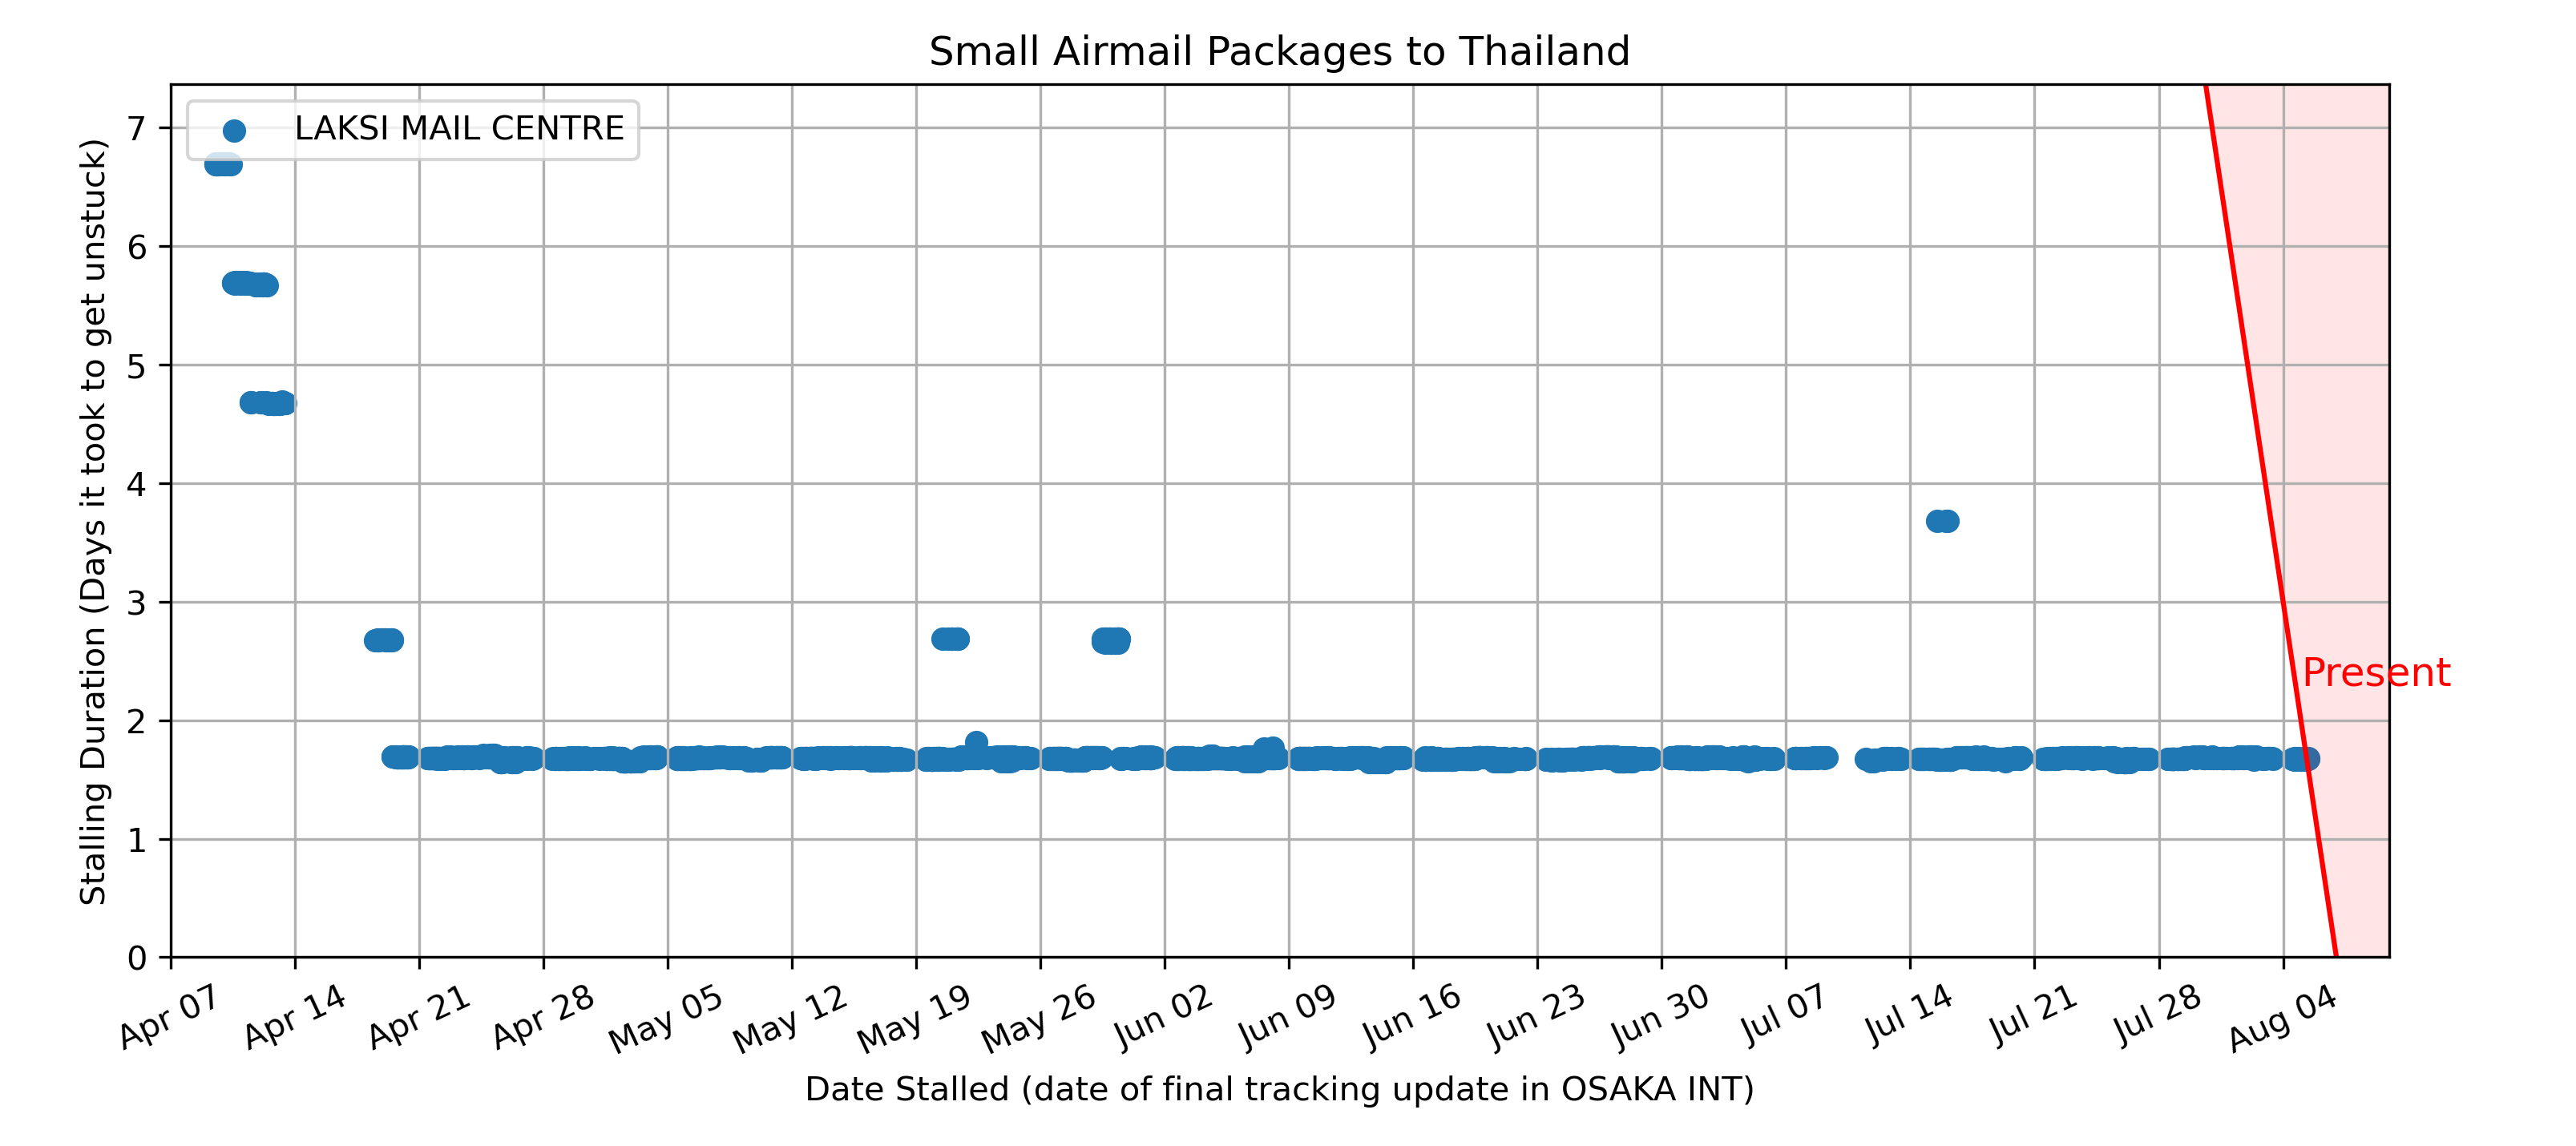 Small Airmail Packages to Thailand
LAKSI MAIL CENTRE
Stalling Duration (Days it took to get unstuck)
7
6
5
4
3
2
1
0
Present
Apr 07
Apr 14
Apr 21
Apr 28
May 05
May 12
May 19
May 26
Jun 02
Jun 09
Jun 16
Jun 23
Jun 30
Jul 07
Jul 14
Jul 21
Jul 28
Aug 04
Date Stalled (date of final tracking update in OSAKA INT)